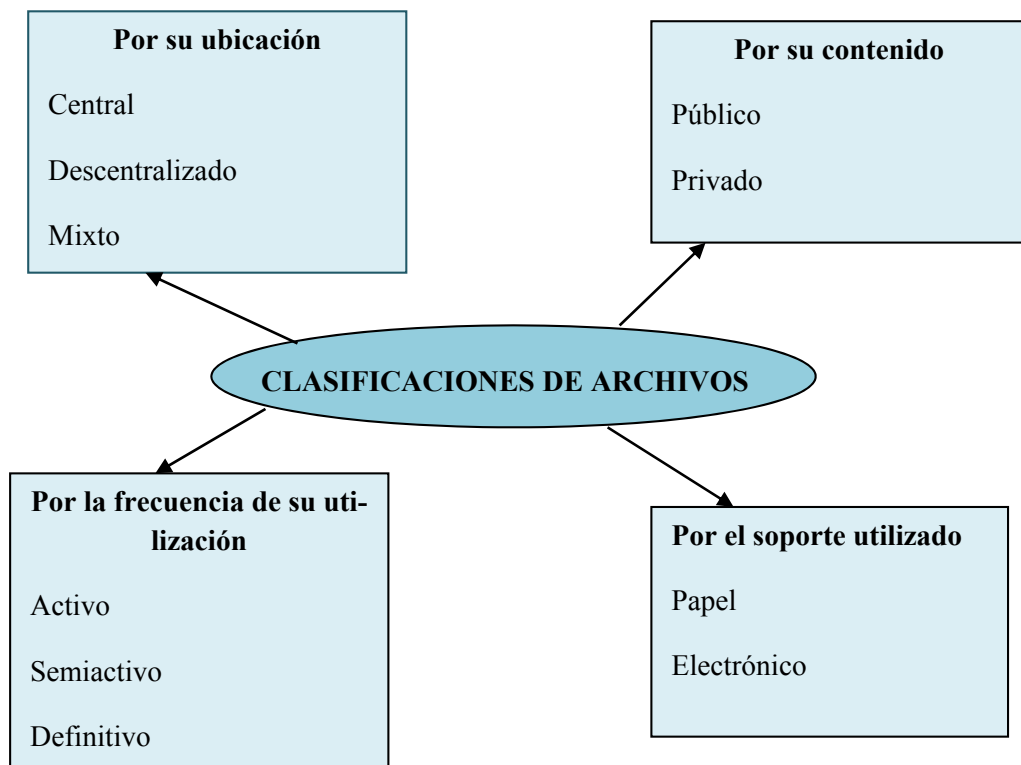 Por su ubicación
Central
Descentralizado
Mixto
Por su contenido
Público
Privado
CLASIFICACIONES DE ARCHIVOS
Por la frecuencia de su uti-
lización
Activo
Semiactivo
Definitivo
Por el soporte utilizado
Papel
Electrónico